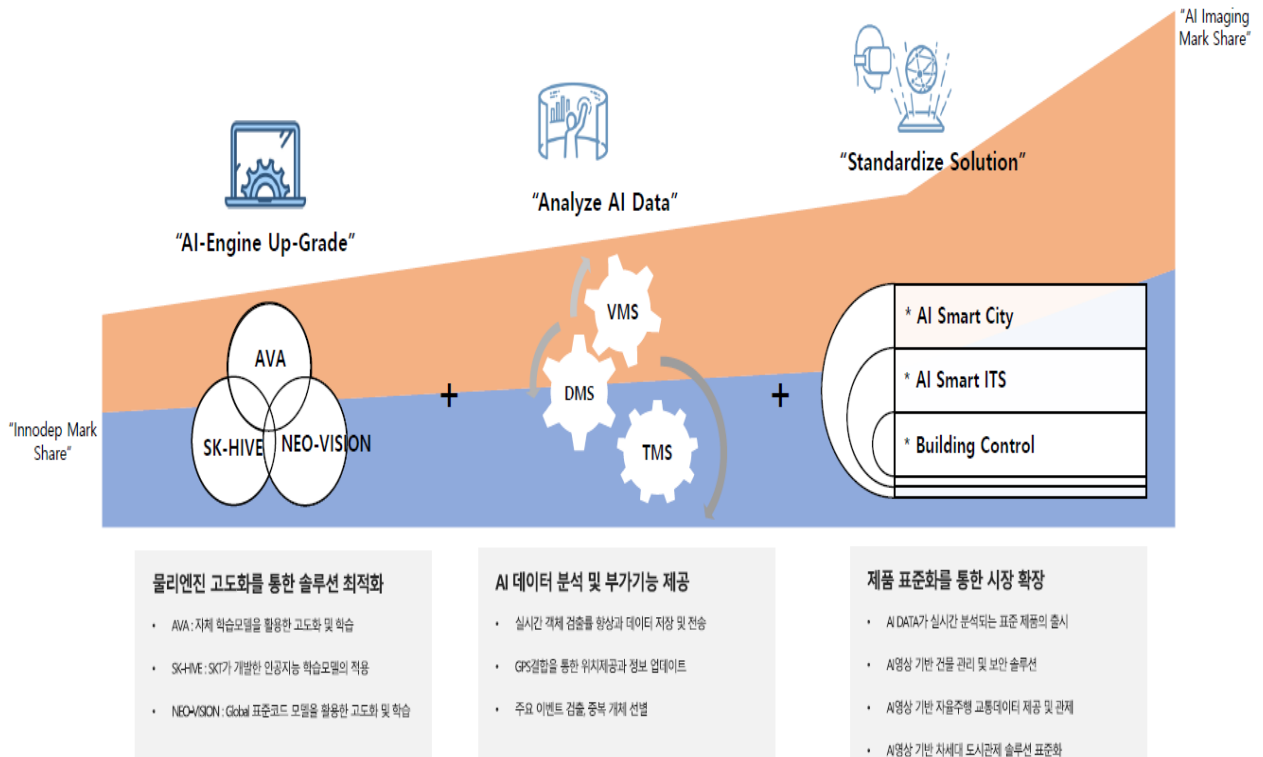 "AI Imaging
Mark Share"
"Standardize Solution"
"Analyze AI Data"
"AI-Engine Up-Grade"
VMS
* AI Smart City
AVA
DMS
* AI Smart ITS
+
+
"Innodep Mark
Share"
SK-HIVE
NEO-VISION
TMS
* Building Control
물리엔진 고도화를 통한 솔루션 최적화
• AVA : 자체 학습모델을 활용한 고도화 및 학습
• SK-HIVE : SKT가 개발한 인공지능 학습모델의 적용
• NEO-VISION : Global 표준코드 모델을 활용한 고도화 및 학습
AI 데이터 분석 및 부가기능 제공
• 실시간 객체 검출률 향상과 데이터 저장 및 전송
• GPS결합을 통한 위치제공과 정보 업데이트
• 주요 이벤트 검출, 중복 개체 선별
제품 표준화를 통한 시장 확장
• AI DATA가 실시간 분석되는 표준 제품의 출시
• AI영상 기반 건물 관리 및 보안 솔루션
• AI영상 기반 자율주행 교통데이터 제공 및 관제
• AI영상 기반 차세대 도시관제 솔루션 표준화